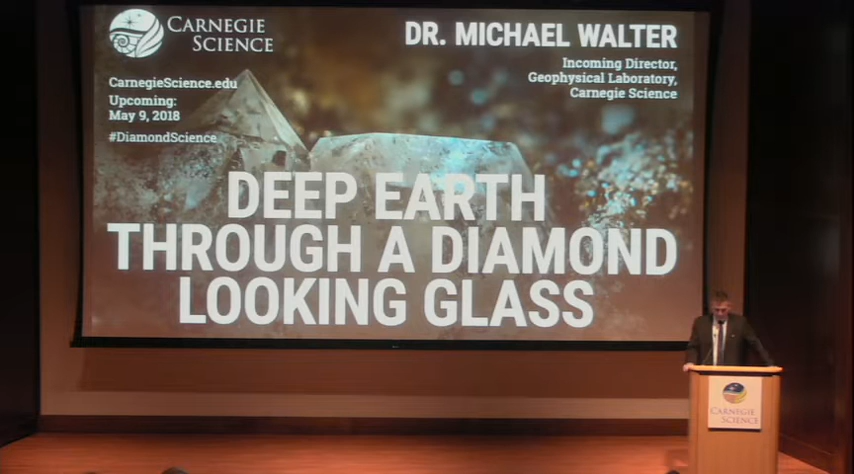 CARNEGIE
SCIENCE
CarnegieScience.edu
Upcoming:
May 9, 2018
#DiamondScience
DR. MICHAEL WALTER
Incoming Director,
Geophysical Laboratory,
Carnegie Science
DEEP EARTH
THROUGH A DIAMOND
LOOKING GLASS
CARNEGIE
SCIENCE